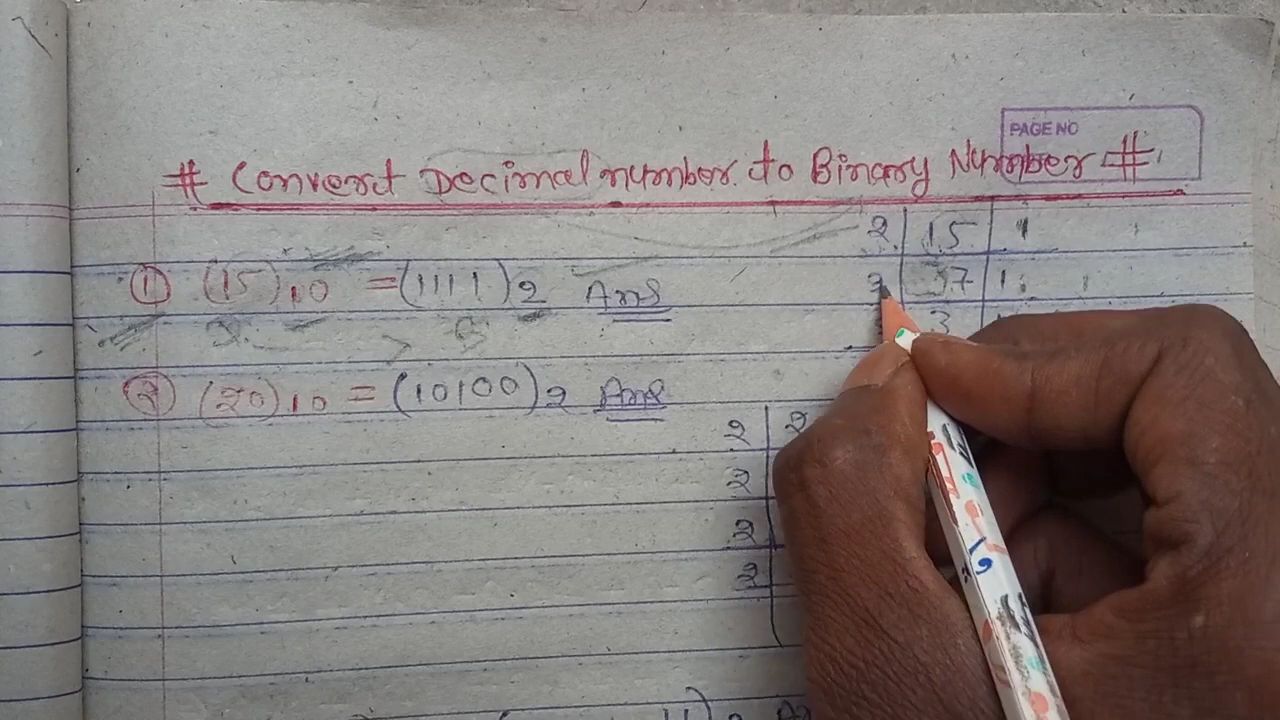 PAGE NO
# Convert Decimal number to Binary Number #
2 15 1
① (15)10 = (1111)2 Ans
2 7 1
3
② (20)10 = (10100)2 Ans
2 2
2
2
2